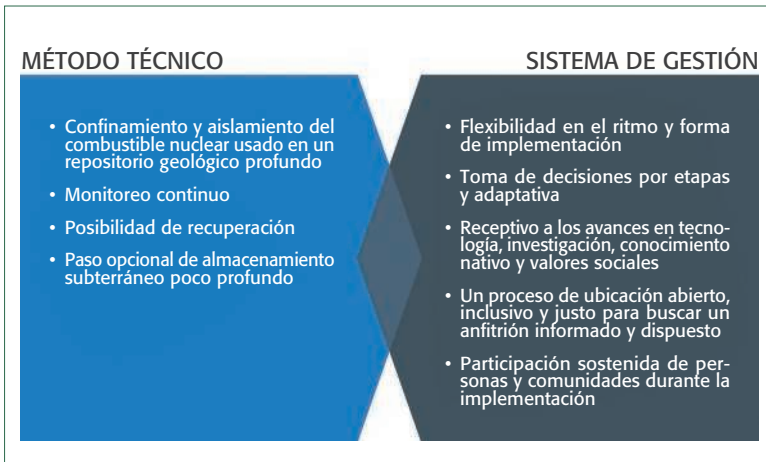 MÉTODO TÉCNICO
• Confinamiento y aislamiento del
combustible nuclear usado en un
repositorio geológico profundo
• Monitoreo continuo
• Posibilidad de recuperación
• Paso opcional de almacenamiento
subterráneo poco profundo
SISTEMA DE GESTIÓN
• Flexibilidad en el ritmo y forma
de implementación
• Toma de decisiones por etapas
y adaptativa
• Receptivo a los avances en tecno-
logía, investigación, conocimiento
nativo y valores sociales
• Un proceso de ubicación abierto,
inclusivo y justo para buscar un
anfitrión informado y dispuesto
• Participación sostenida de per-
sonas y comunidades durante la
implementación